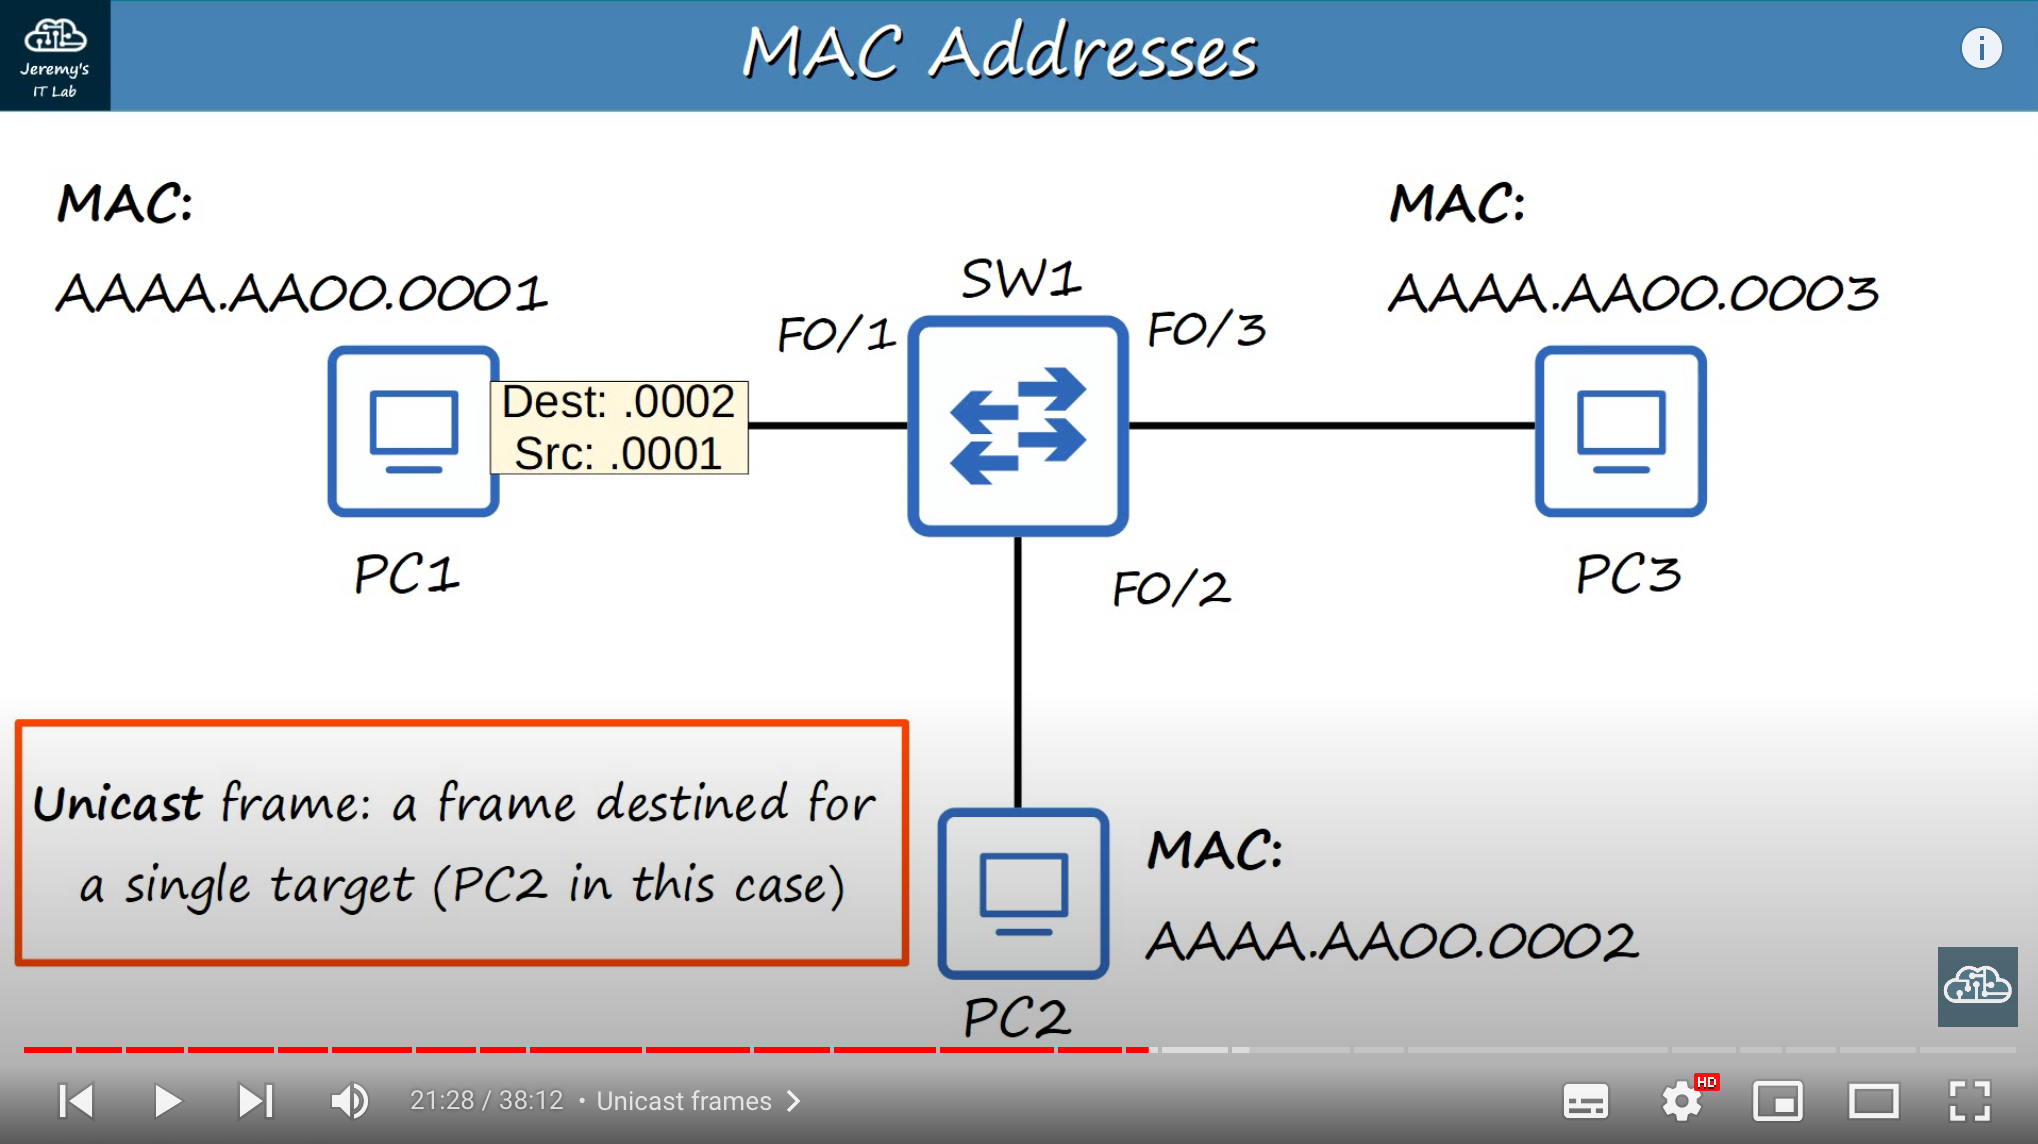 Jeremy's
IT Lab
MAC Addresses
MAC:
AAAA.AA00.0001
SW1
F0/1
F0/3
MAC:
AAAA.AA00.0003
Dest: .0002
Src: .0001
PC1
F0/2
PC3
Unicast frame: a frame destined for
a single target (PC2 in this case)
MAC:
AAAA.AA00.0002
PC2
21:28 / 38:12 • Unicast frames
HD